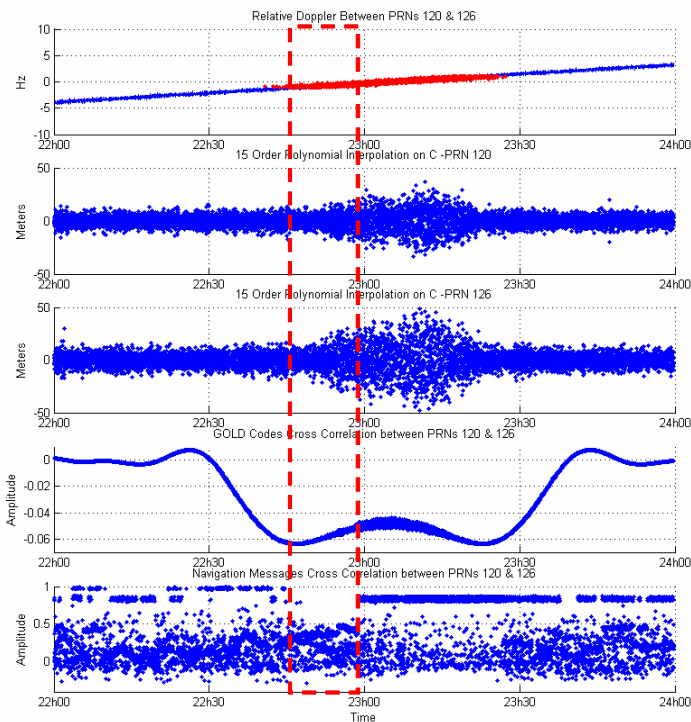 Relative Doppler Between PRNs 120 & 126
10
5
0
-5
-10
Hz
22h00 22h30 23h00 23h30 24h00
15 Order Polynomial Interpolation on C -PRN 120
50
0
-50
Meters
22h00 22h30 23h00 23h30 24h00
15 Order Polynomial Interpolation on C -PRN 126
50
0
-50
Meters
22h00 22h30 23h00 23h30 24h00
GOLD Codes Cross Correlation between PRNs 120 & 126
0
-0.02
-0.04
-0.06
Amplitude
22h00 22h30 23h00 23h30 24h00
Navigation Messages Cross Correlation between PRNs 120 & 126
1
0.5
0
Amplitude
22h00 22h30 23h00 23h30 24h00
Time